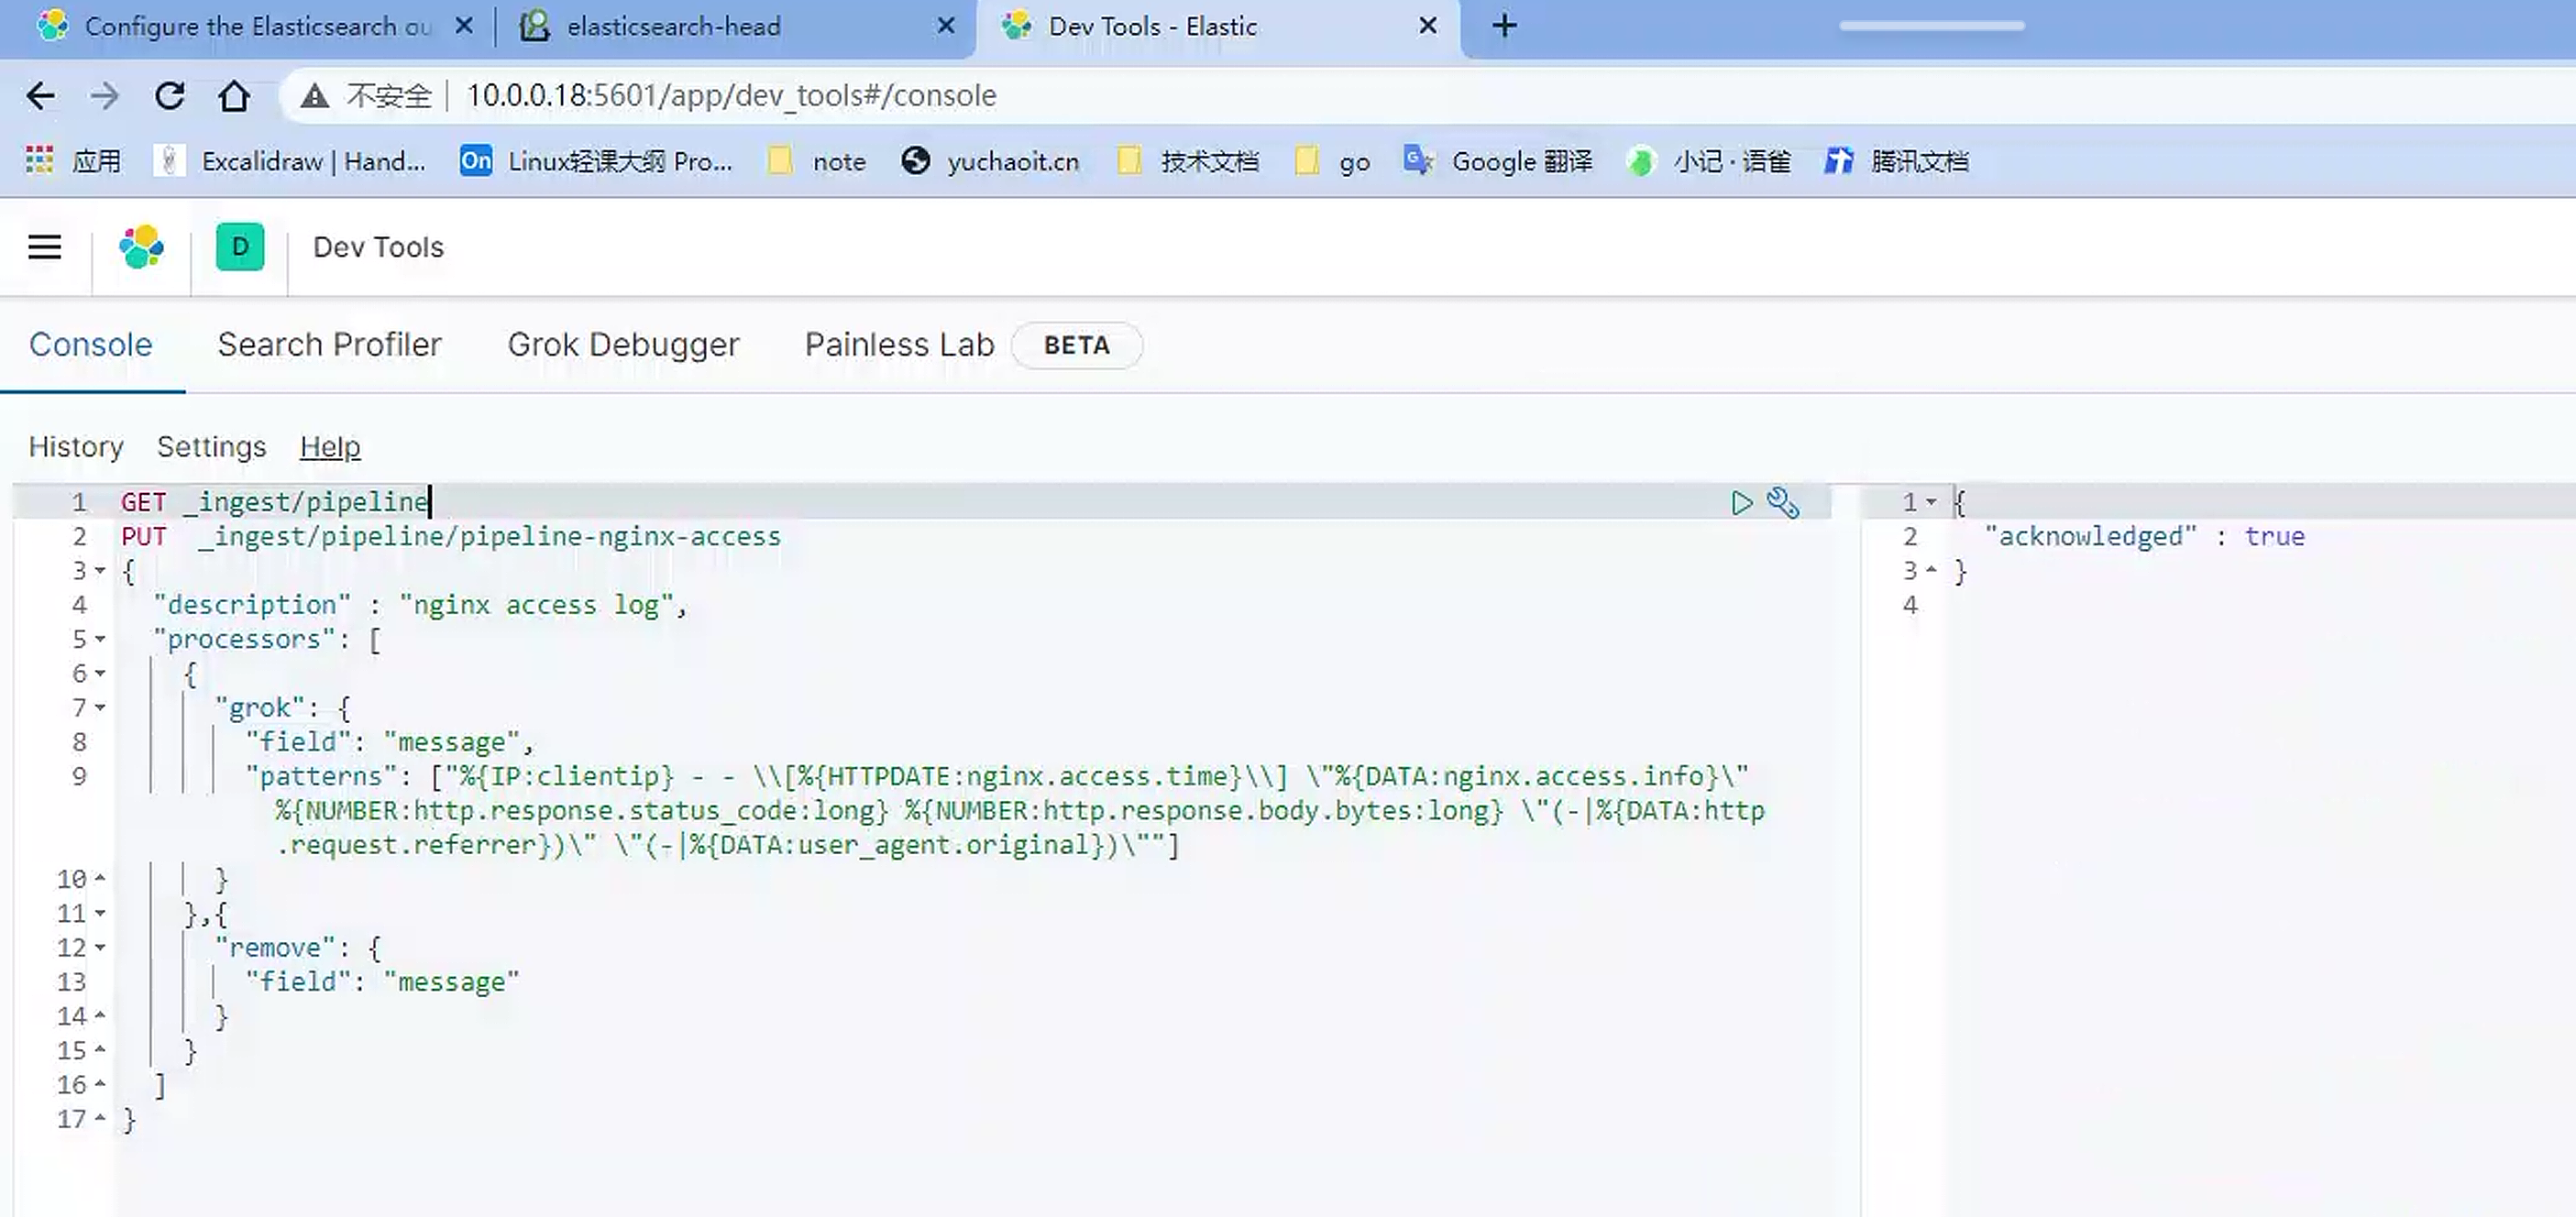 Configure the Elasticsearch ou
elasticsearch-head
Dev Tools - Elastic
不安全 10.0.0.18:5601/app/dev_tools#/console
应用 Excalidraw | Hand... On Linux轻课大纲 Pro... note yuchaoit.cn 技术文档 go Google 翻译 小记 · 语雀 腾讯文档
D Dev Tools
Console Search Profiler Grok Debugger Painless Lab BETA
History Settings Help
1 GET _ingest/pipeline
2 PUT  _ingest/pipeline/pipeline-nginx-access
3 {
4 "description" : "nginx access log",
5 "processors": [
6 {
7 "grok": {
8 "field": "message",
9 "patterns": ["%{IP:clientip} - - \\[%{HTTPDATE:nginx.access.time}\\] \"%{DATA:nginx.access.info}\"
%{NUMBER:http.response.status_code:long} %{NUMBER:http.response.body.bytes:long} \"(-|%{DATA:http
.request.referrer})\" \"(-|%{DATA:user_agent.original})\""]
10 }
11 },{
12 "remove": {
13 "field": "message"
14 }
15 }
16 ]
17 }
1 {
2 "acknowledged" : true
3 }
4